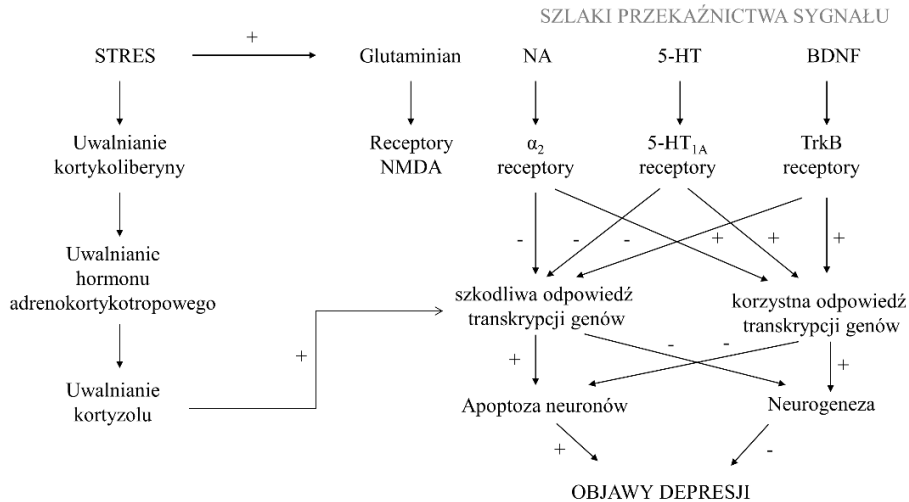 SZLAKI PRZEKAŹNICTWA SYGNAŁU
STRES
+
Glutaminian
NA
5-HT
BDNF
Uwalnianie
kortykoliberyny
Receptory
NMDA
α₂
receptory
5-HT₁A
receptory
TrkB
receptory
- - - + + +
Uwalnianie
hormonu
adrenokortykotropowego
szkodliwa odpowiedź
transkrypcji genów
korzystna odpowiedź
transkrypcji genów
+
+ - - +
Uwalnianie
kortyzolu
Apoptoza neuronów
Neurogeneza
+ -
OBJAWY DEPRESJI